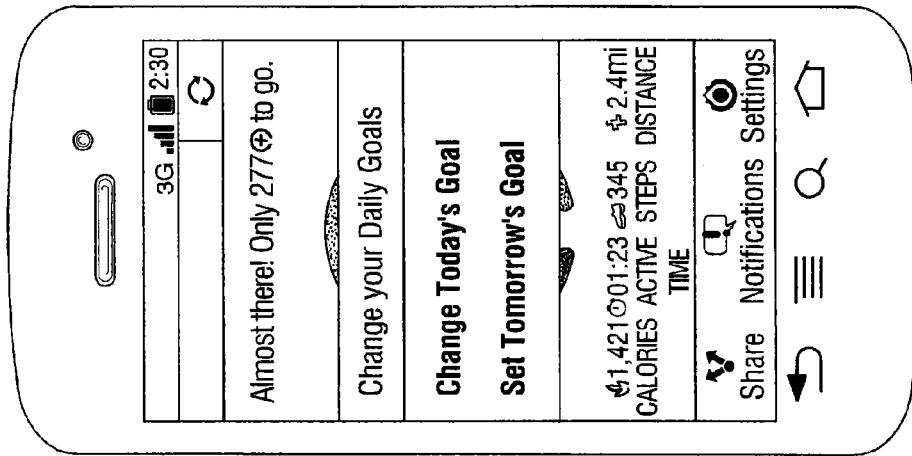 3G 2:30
Almost there! Only 277 to go.
Change your Daily Goals
Change Today's Goal
Set Tomorrow's Goal
1,421 01:23 345 2.4mi
CALORIES ACTIVE STEPS DISTANCE
TIME
Share Notifications Settings